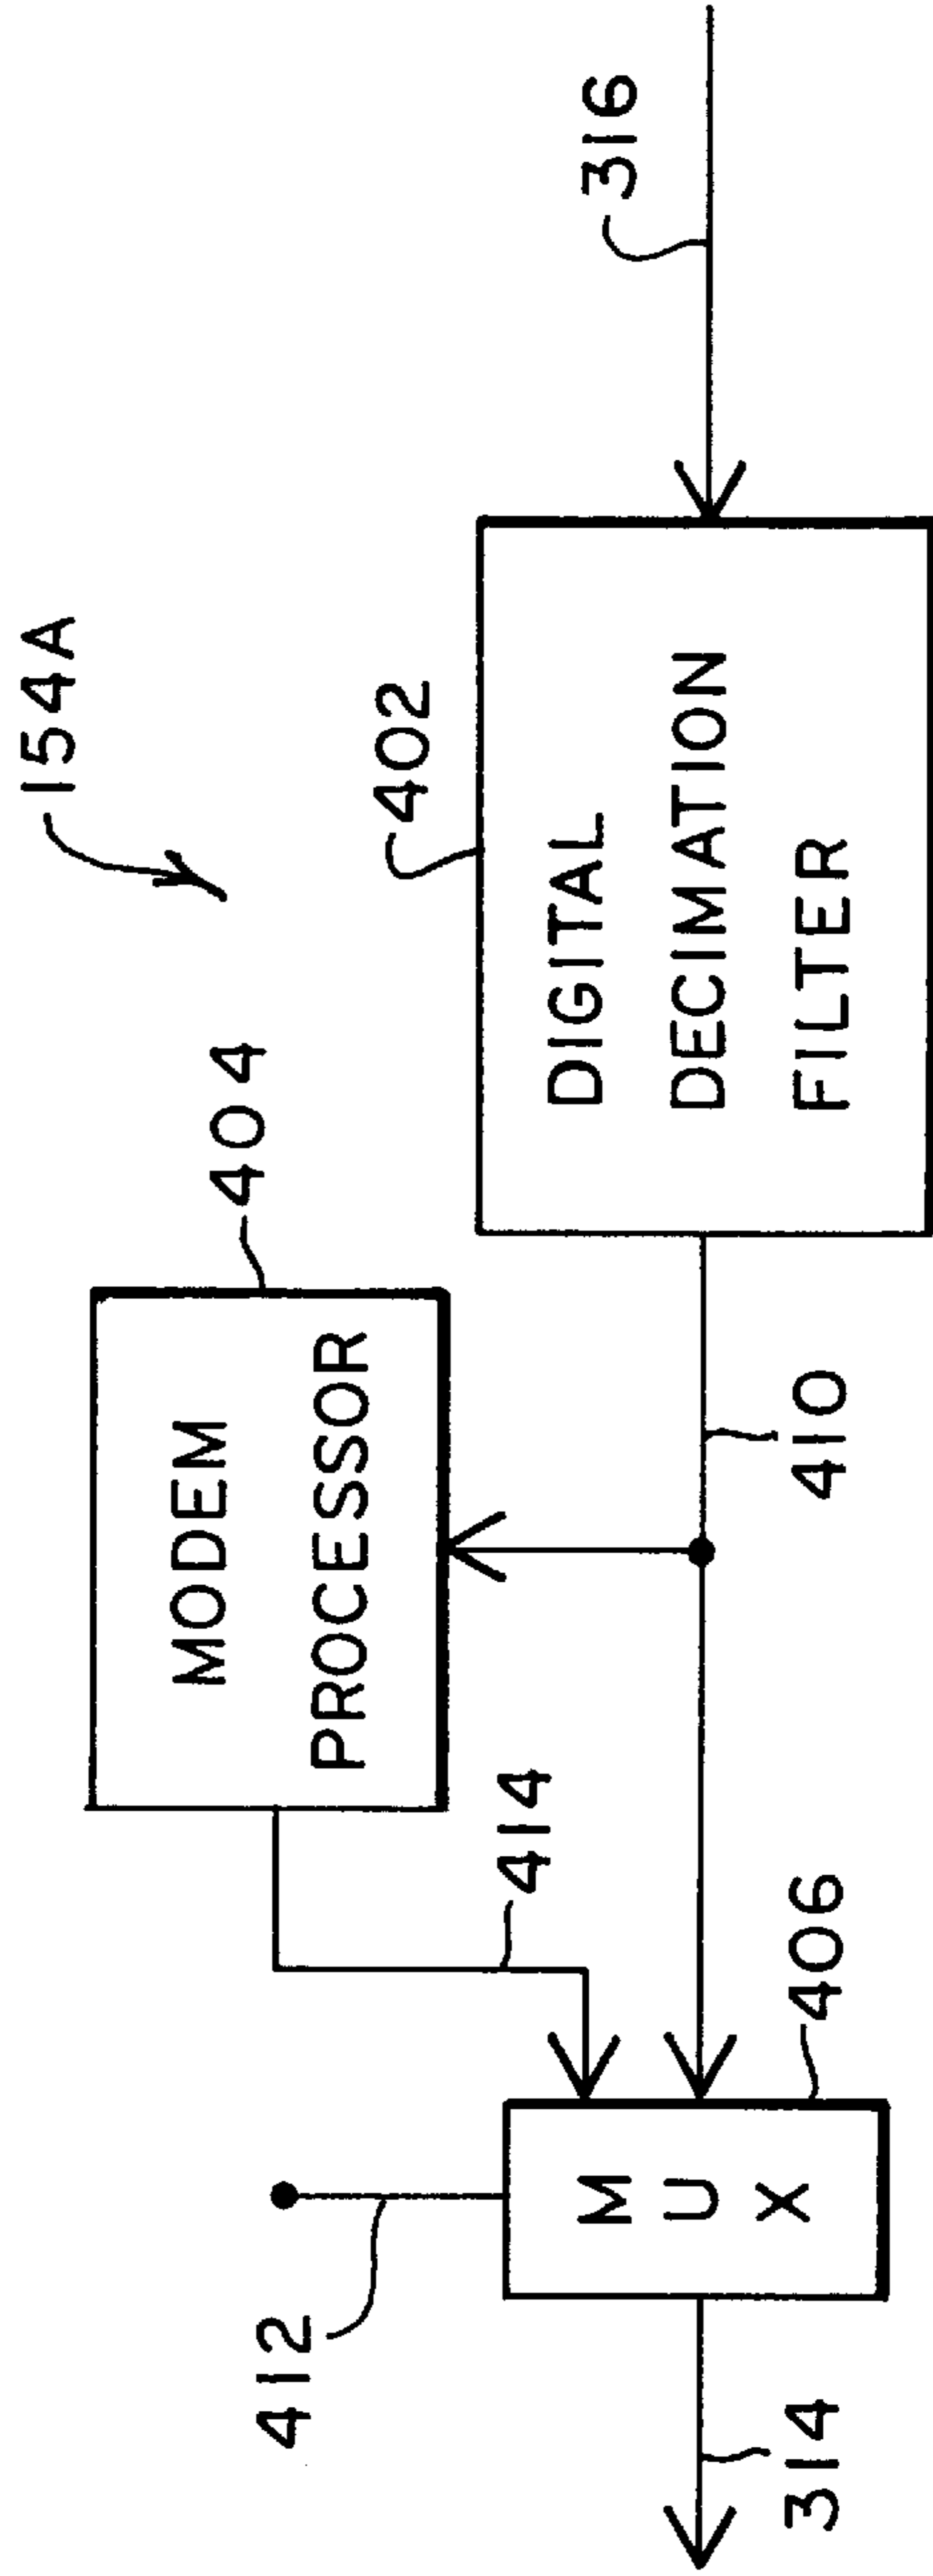 154A
404
MODEM
PROCESSOR
402
DIGITAL
DECIMATION
FILTER
316
412
414
MUX
406
410
314